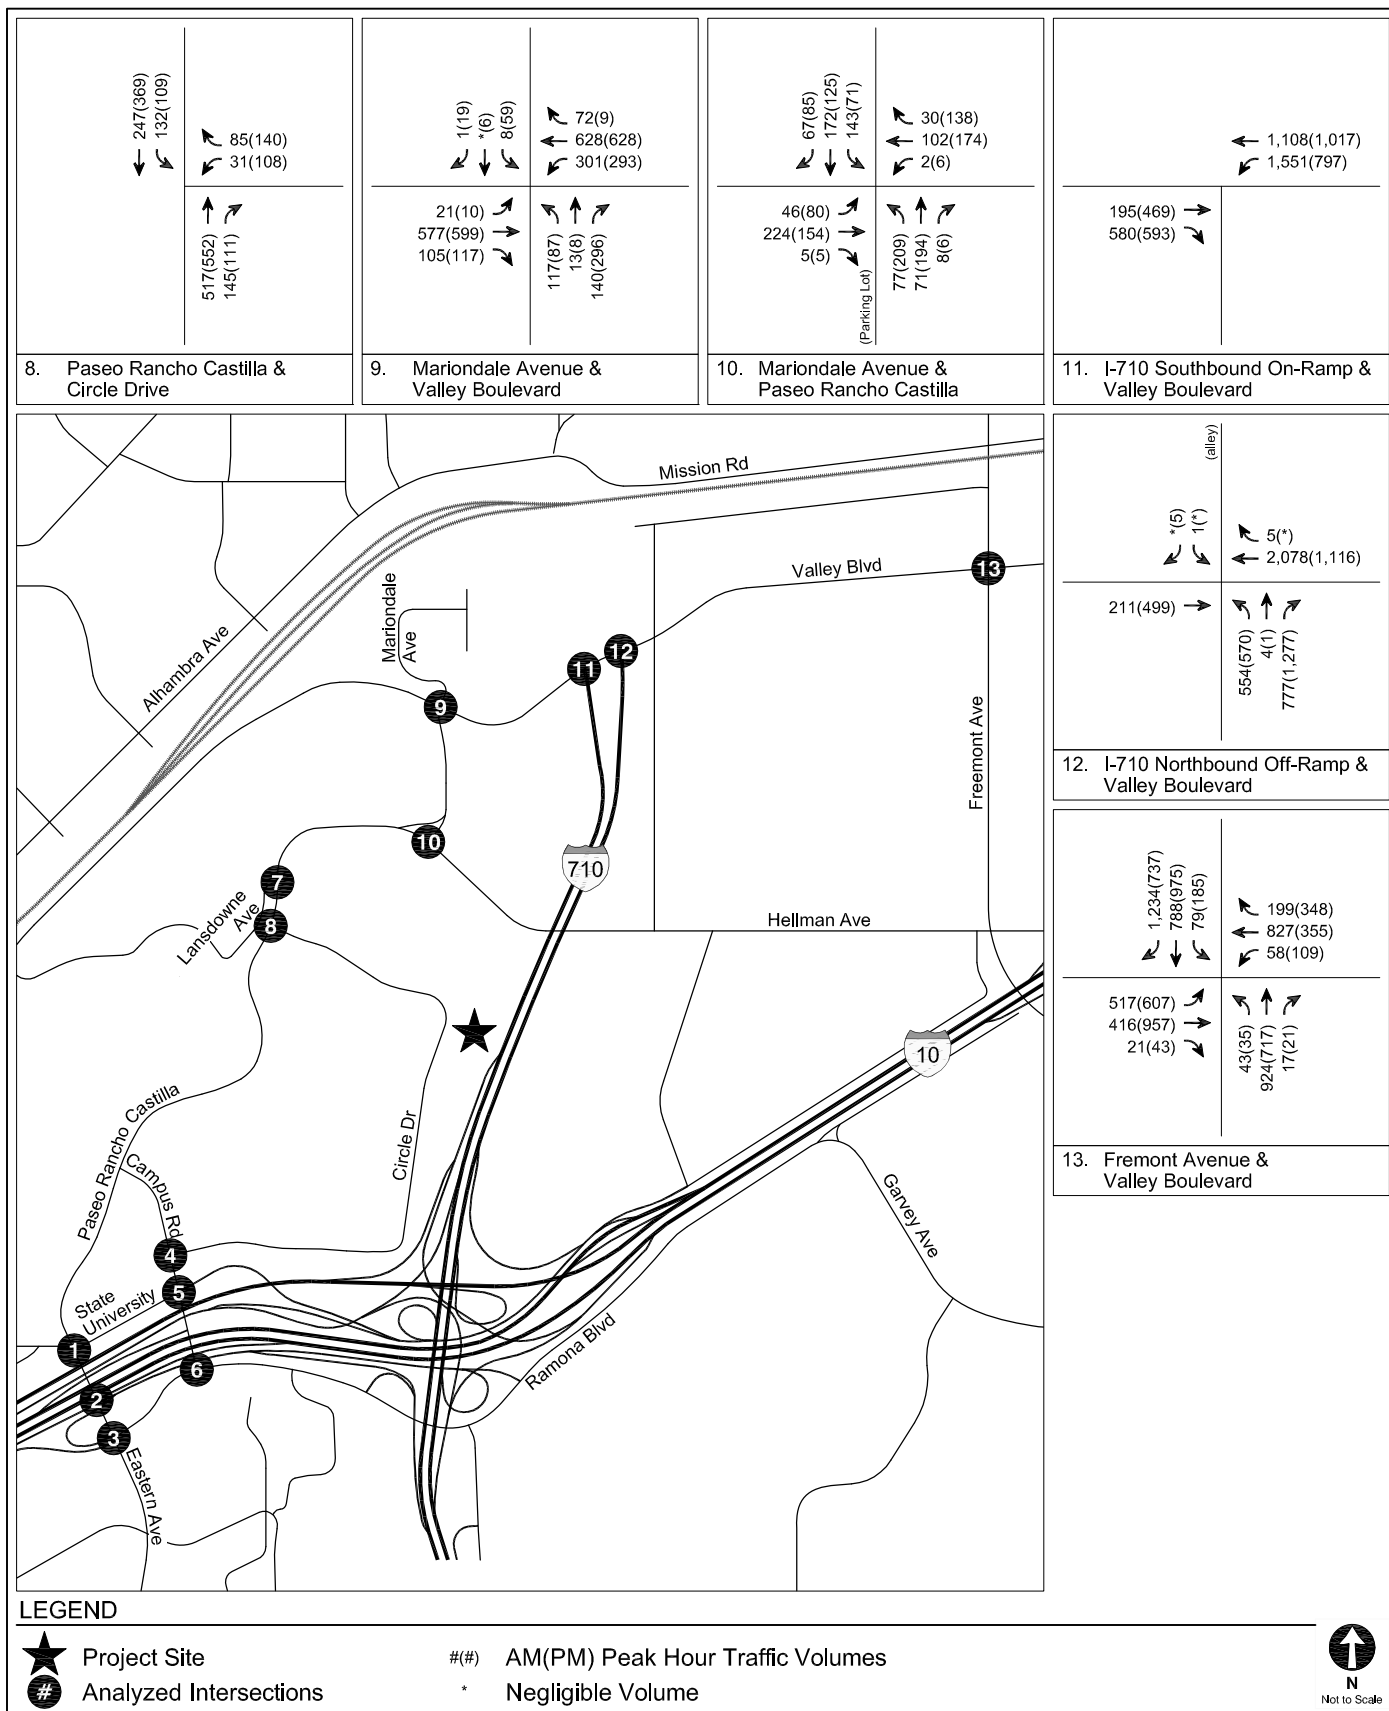 247(369)
132(109)
85(140)
31(108)
517(552)
145(111)
8. Paseo Rancho Castilla &
Circle Drive
1(19)
*(6)
8(59)
72(9)
628(628)
301(293)
21(10)
577(599)
105(117)
117(87)
13(8)
140(296)
9. Mariondale Avenue &
Valley Boulevard
67(85)
172(125)
143(71)
30(138)
102(174)
2(6)
46(80)
224(154)
5(5)
(Parking Lot)
77(209)
71(194)
8(6)
10. Mariondale Avenue &
Paseo Rancho Castilla
1,108(1,017)
1,551(797)
195(469)
580(593)
11. I-710 Southbound On-Ramp &
Valley Boulevard
(alley)
*(5)
1(*)
5(*)
2,078(1,116)
211(499)
554(570)
4(1)
777(1,277)
12. I-710 Northbound Off-Ramp &
Valley Boulevard
1,234(737)
788(975)
79(185)
199(348)
827(355)
58(109)
517(607)
416(957)
21(43)
43(35)
924(717)
17(21)
13. Fremont Avenue &
Valley Boulevard
Mission Rd
Valley Blvd
13
Mariondale
Ave
Alhambra Ave
12
11
9
Freemont Ave
10
710
7
Lansdowne
Ave
8
Hellman Ave
10
Paseo Rancho Castilla
Campus Rd
Circle Dr
Garvey Ave
4
5
State
University
1
6
Ramona Blvd
2
3
Eastern Ave
LEGEND
Project Site
#(#) AM(PM) Peak Hour Traffic Volumes
# Analyzed Intersections
* Negligible Volume
N
Not to Scale